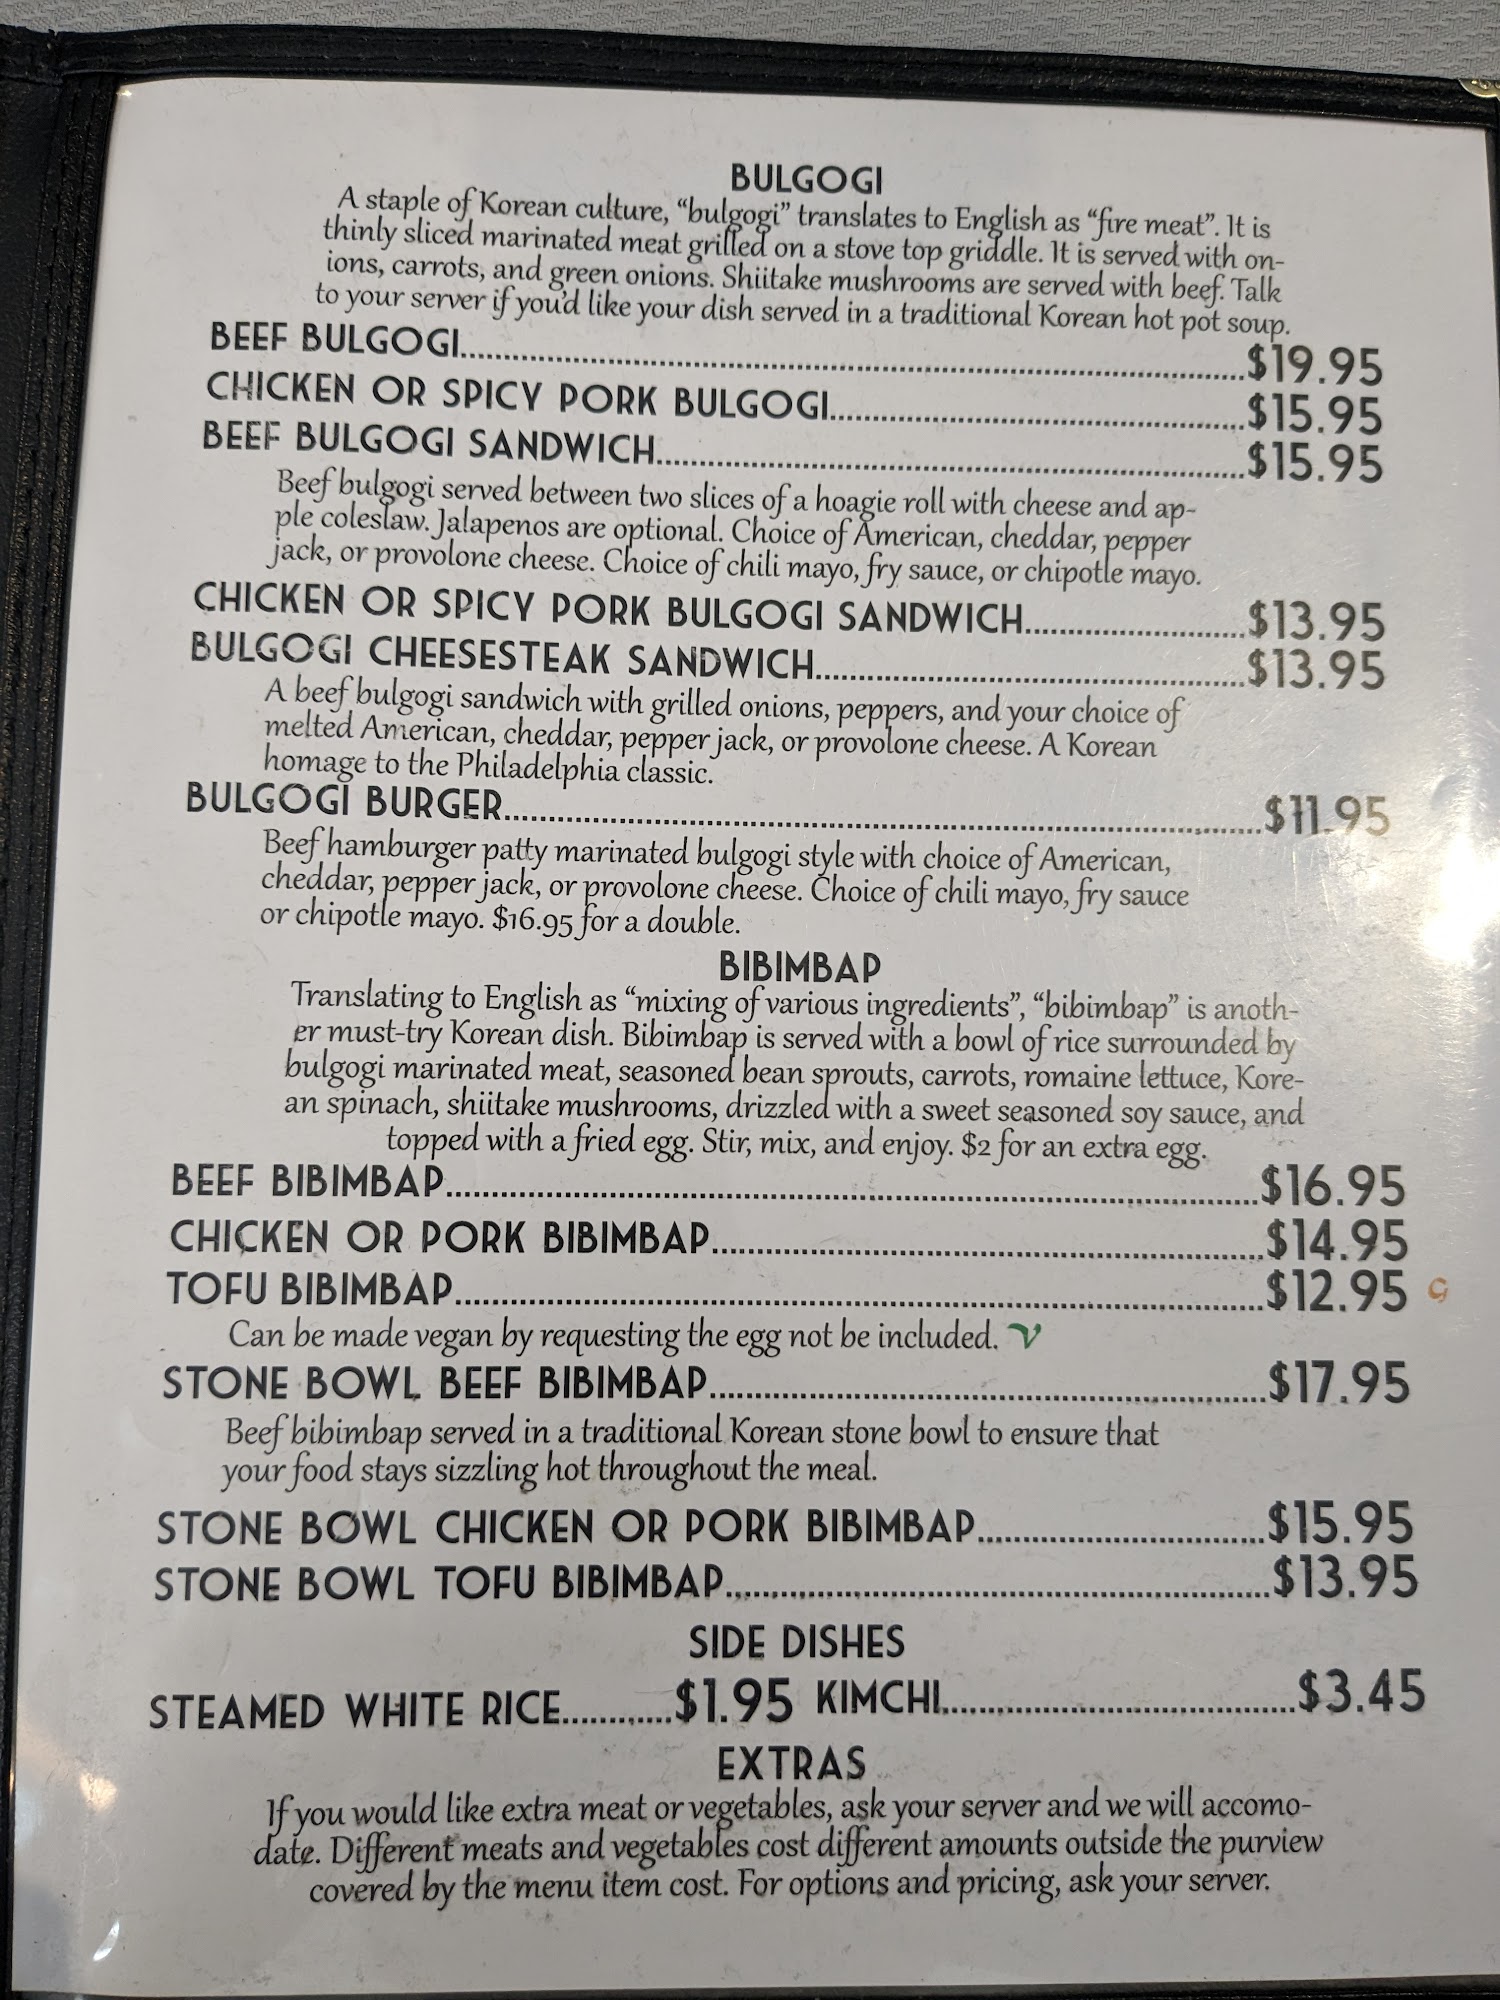 BULGOGI
A staple of Korean culture, “bulgogi” translates to English as “fire meat”. It is
thinly sliced marinated meat grilled on a stove top griddle. It is served with on-
ions, carrots, and green onions. Shiitake mushrooms are served with beef. Talk
to your server if you’d like your dish served in a traditional Korean hot pot soup.
BEEF BULGOGI....................$19.95
CHICKEN OR SPICY PORK BULGOGI....................$15.95
BEEF BULGOGI SANDWICH....................$15.95
Beef bulgogi served between two slices of a hoagie roll with cheese and ap-
ple coleslaw. Jalapenos are optional. Choice of American, cheddar, pepper
jack, or provolone cheese. Choice of chili mayo, fry sauce, or chipotle mayo.
CHICKEN OR SPICY PORK BULGOGI SANDWICH....................$13.95
BULGOGI CHEESESTEAK SANDWICH....................$13.95
A beef bulgogi sandwich with grilled onions, peppers, and your choice of
melted American, cheddar, pepper jack, or provolone cheese. A Korean
homage to the Philadelphia classic.
BULGOGI BURGER....................$11.95
Beef hamburger patty marinated bulgogi style with choice of American,
cheddar, pepper jack, or provolone cheese. Choice of chili mayo, fry sauce
or chipotle mayo. $16.95 for a double.
BIBIMBAP
Translating to English as “mixing of various ingredients”, “bibimbap” is anoth-
er must-try Korean dish. Bibimbap is served with a bowl of rice surrounded by
bulgogi marinated meat, seasoned bean sprouts, carrots, romaine lettuce, Kore-
an spinach, shiitake mushrooms, drizzled with a sweet seasoned soy sauce, and
topped with a fried egg. Stir, mix, and enjoy. $2 for an extra egg.
BEEF BIBIMBAP....................$16.95
CHICKEN OR PORK BIBIMBAP....................$14.95
TOFU BIBIMBAP....................$12.95
Can be made vegan by requesting the egg not be included. V
STONE BOWL BEEF BIBIMBAP....................$17.95
Beef bibimbap served in a traditional Korean stone bowl to ensure that
your food stays sizzling hot throughout the meal.
STONE BOWL CHICKEN OR PORK BIBIMBAP....................$15.95
STONE BOWL TOFU BIBIMBAP....................$13.95
SIDE DISHES
STEAMED WHITE RICE...........$1.95 KIMCHI....................$3.45
EXTRAS
If you would like extra meat or vegetables, ask your server and we will accomo-
date. Different meats and vegetables cost different amounts outside the purview
covered by the menu item cost. For options and pricing, ask your server.